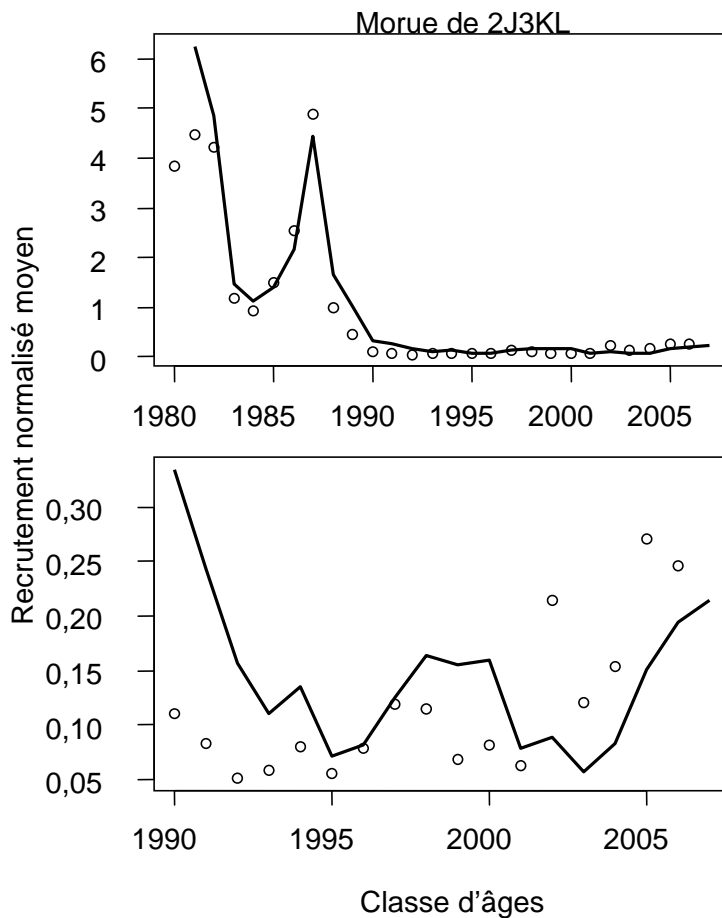 Morue de 2J3KL
Recrutement normalisé moyen
6
5
4
3
2
1
0
1980 1985 1990 1995 2000 2005
0,30
0,25
0,20
0,15
0,10
0,05
1990 1995 2000 2005
Classe d'âges